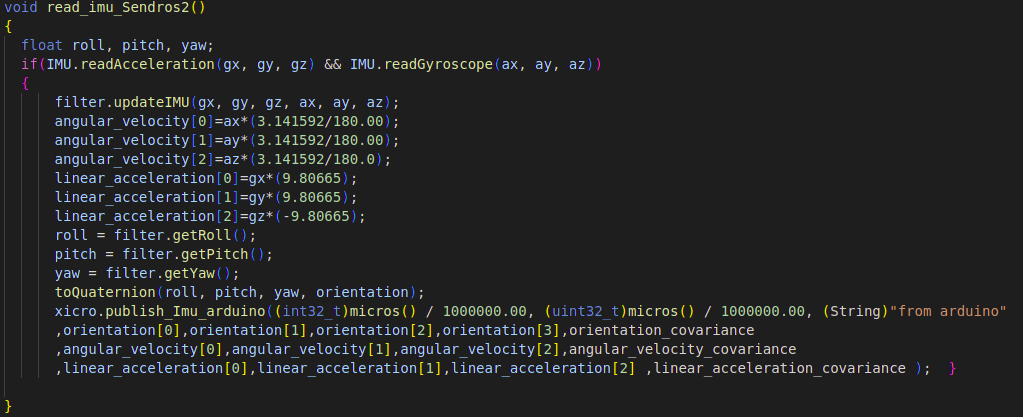 void read_imu_Sendros2()
{
float roll, pitch, yaw;
if(IMU.readAcceleration(gx, gy, gz) && IMU.readGyroscope(ax, ay, az))
{
filter.updateIMU(gx, gy, gz, ax, ay, az);
angular_velocity[0]=ax*(3.141592/180.00);
angular_velocity[1]=ay*(3.141592/180.00);
angular_velocity[2]=az*(3.141592/180.0);
linear_acceleration[0]=gx*(9.80665);
linear_acceleration[1]=gy*(9.80665);
linear_acceleration[2]=gz*(-9.80665);
roll = filter.getRoll();
pitch = filter.getPitch();
yaw = filter.getYaw();
toQuaternion(roll, pitch, yaw, orientation);
xicro.publish_Imu_arduino((int32_t)micros() / 1000000.00, (uint32_t)micros() / 1000000.00, (String)"from arduino"
,orientation[0],orientation[1],orientation[2],orientation[3],orientation_covariance
,angular_velocity[0],angular_velocity[1],angular_velocity[2],angular_velocity_covariance
,linear_acceleration[0],linear_acceleration[1],linear_acceleration[2] ,linear_acceleration_covariance ); }
}